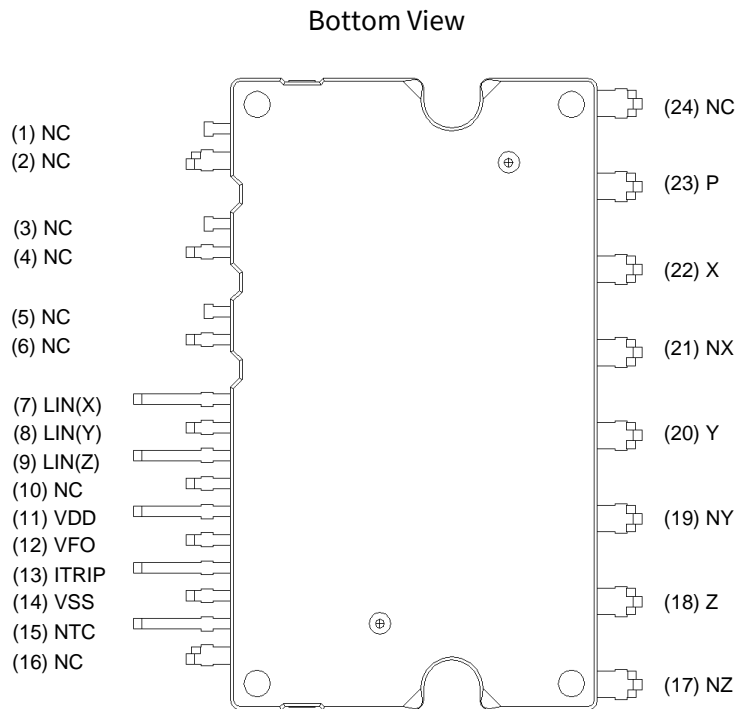 Bottom View
(1) NC
(2) NC
(3) NC
(4) NC
(5) NC
(6) NC
(7) LIN(X)
(8) LIN(Y)
(9) LIN(Z)
(10) NC
(11) VDD
(12) VFO
(13) ITRIP
(14) VSS
(15) NTC
(16) NC
(24) NC
(23) P
(22) X
(21) NX
(20) Y
(19) NY
(18) Z
(17) NZ